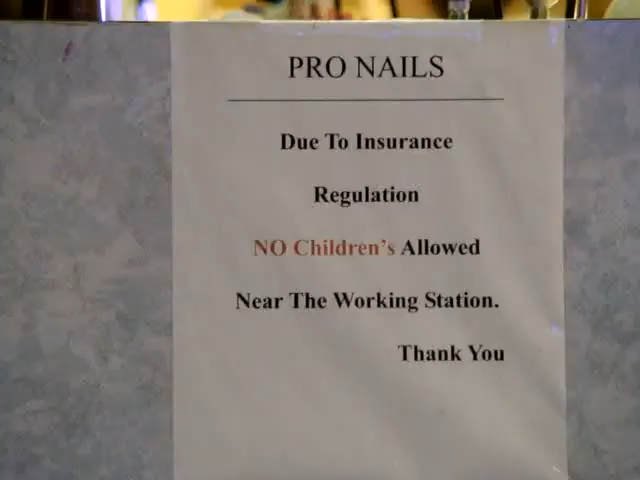 PRO NAILS
Due To Insurance
Regulation
NO Children's Allowed
Near The Working Station.
Thank You